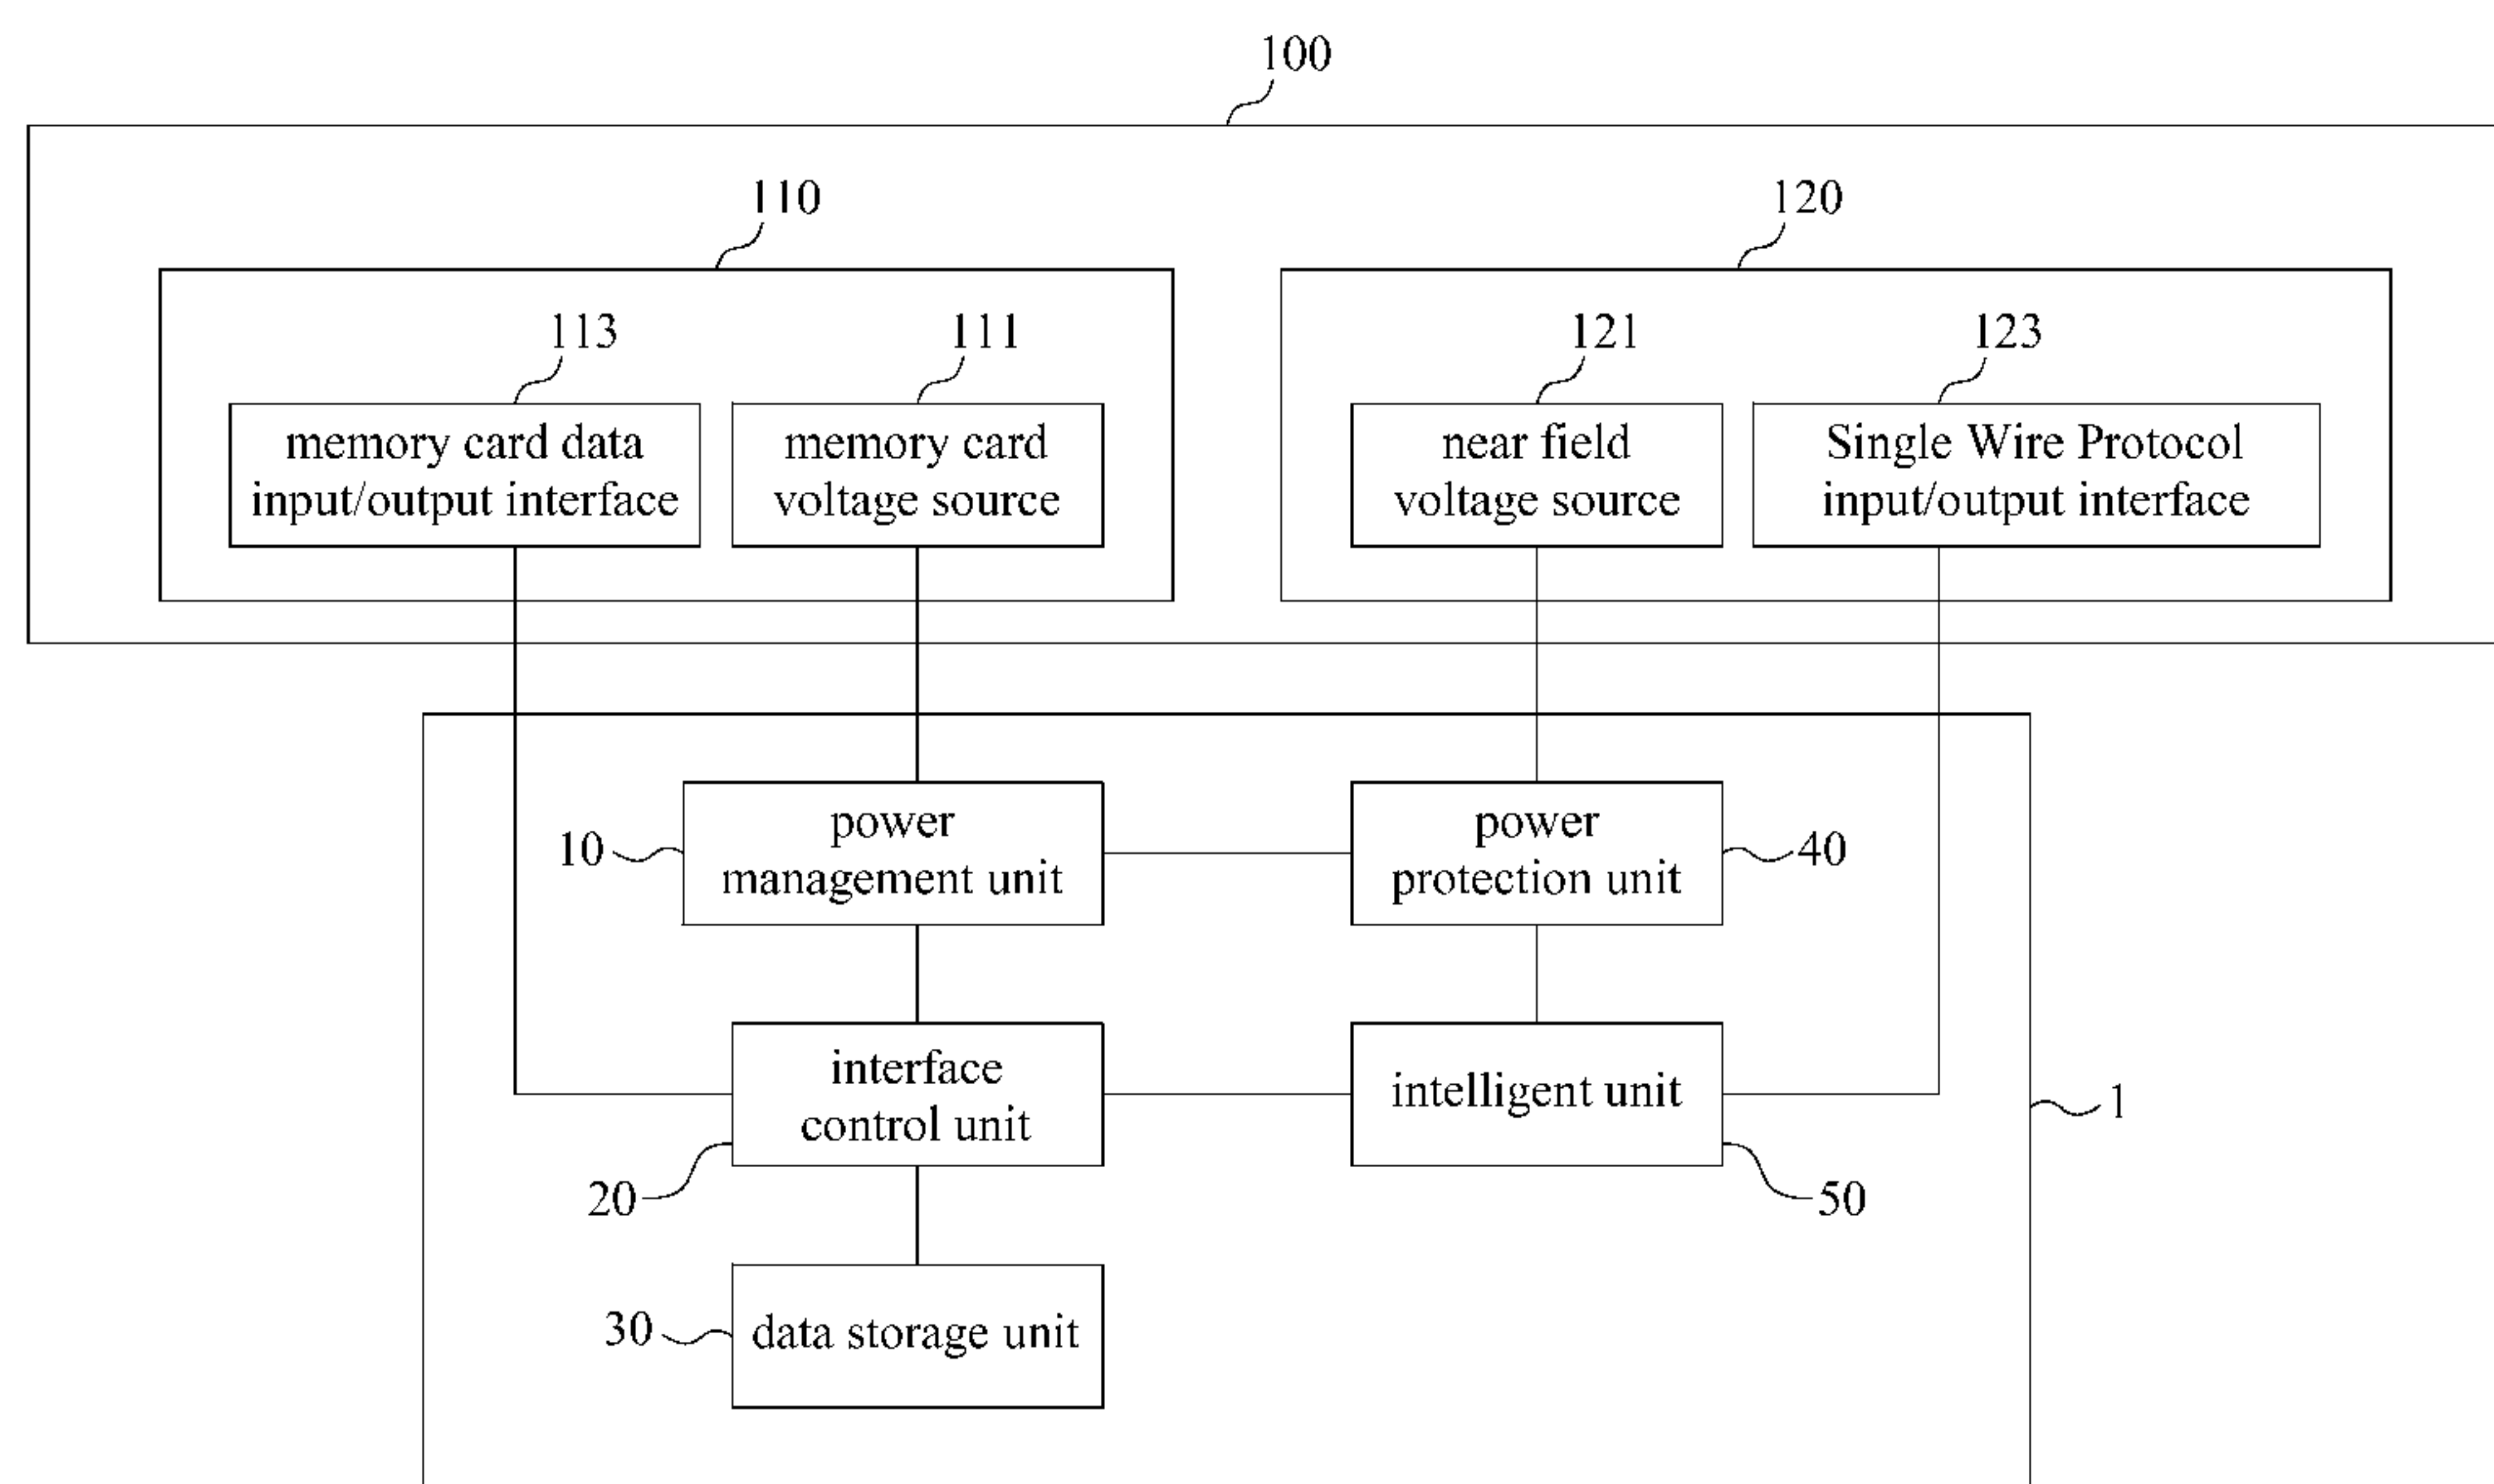 100
110
120
113
111
121
123
memory card data
input/output interface
memory card
voltage source
near field
voltage source
Single Wire Protocol
input/output interface
10
power
management unit
power
protection unit
40
interface
control unit
intelligent unit
1
20
50
30
data storage unit